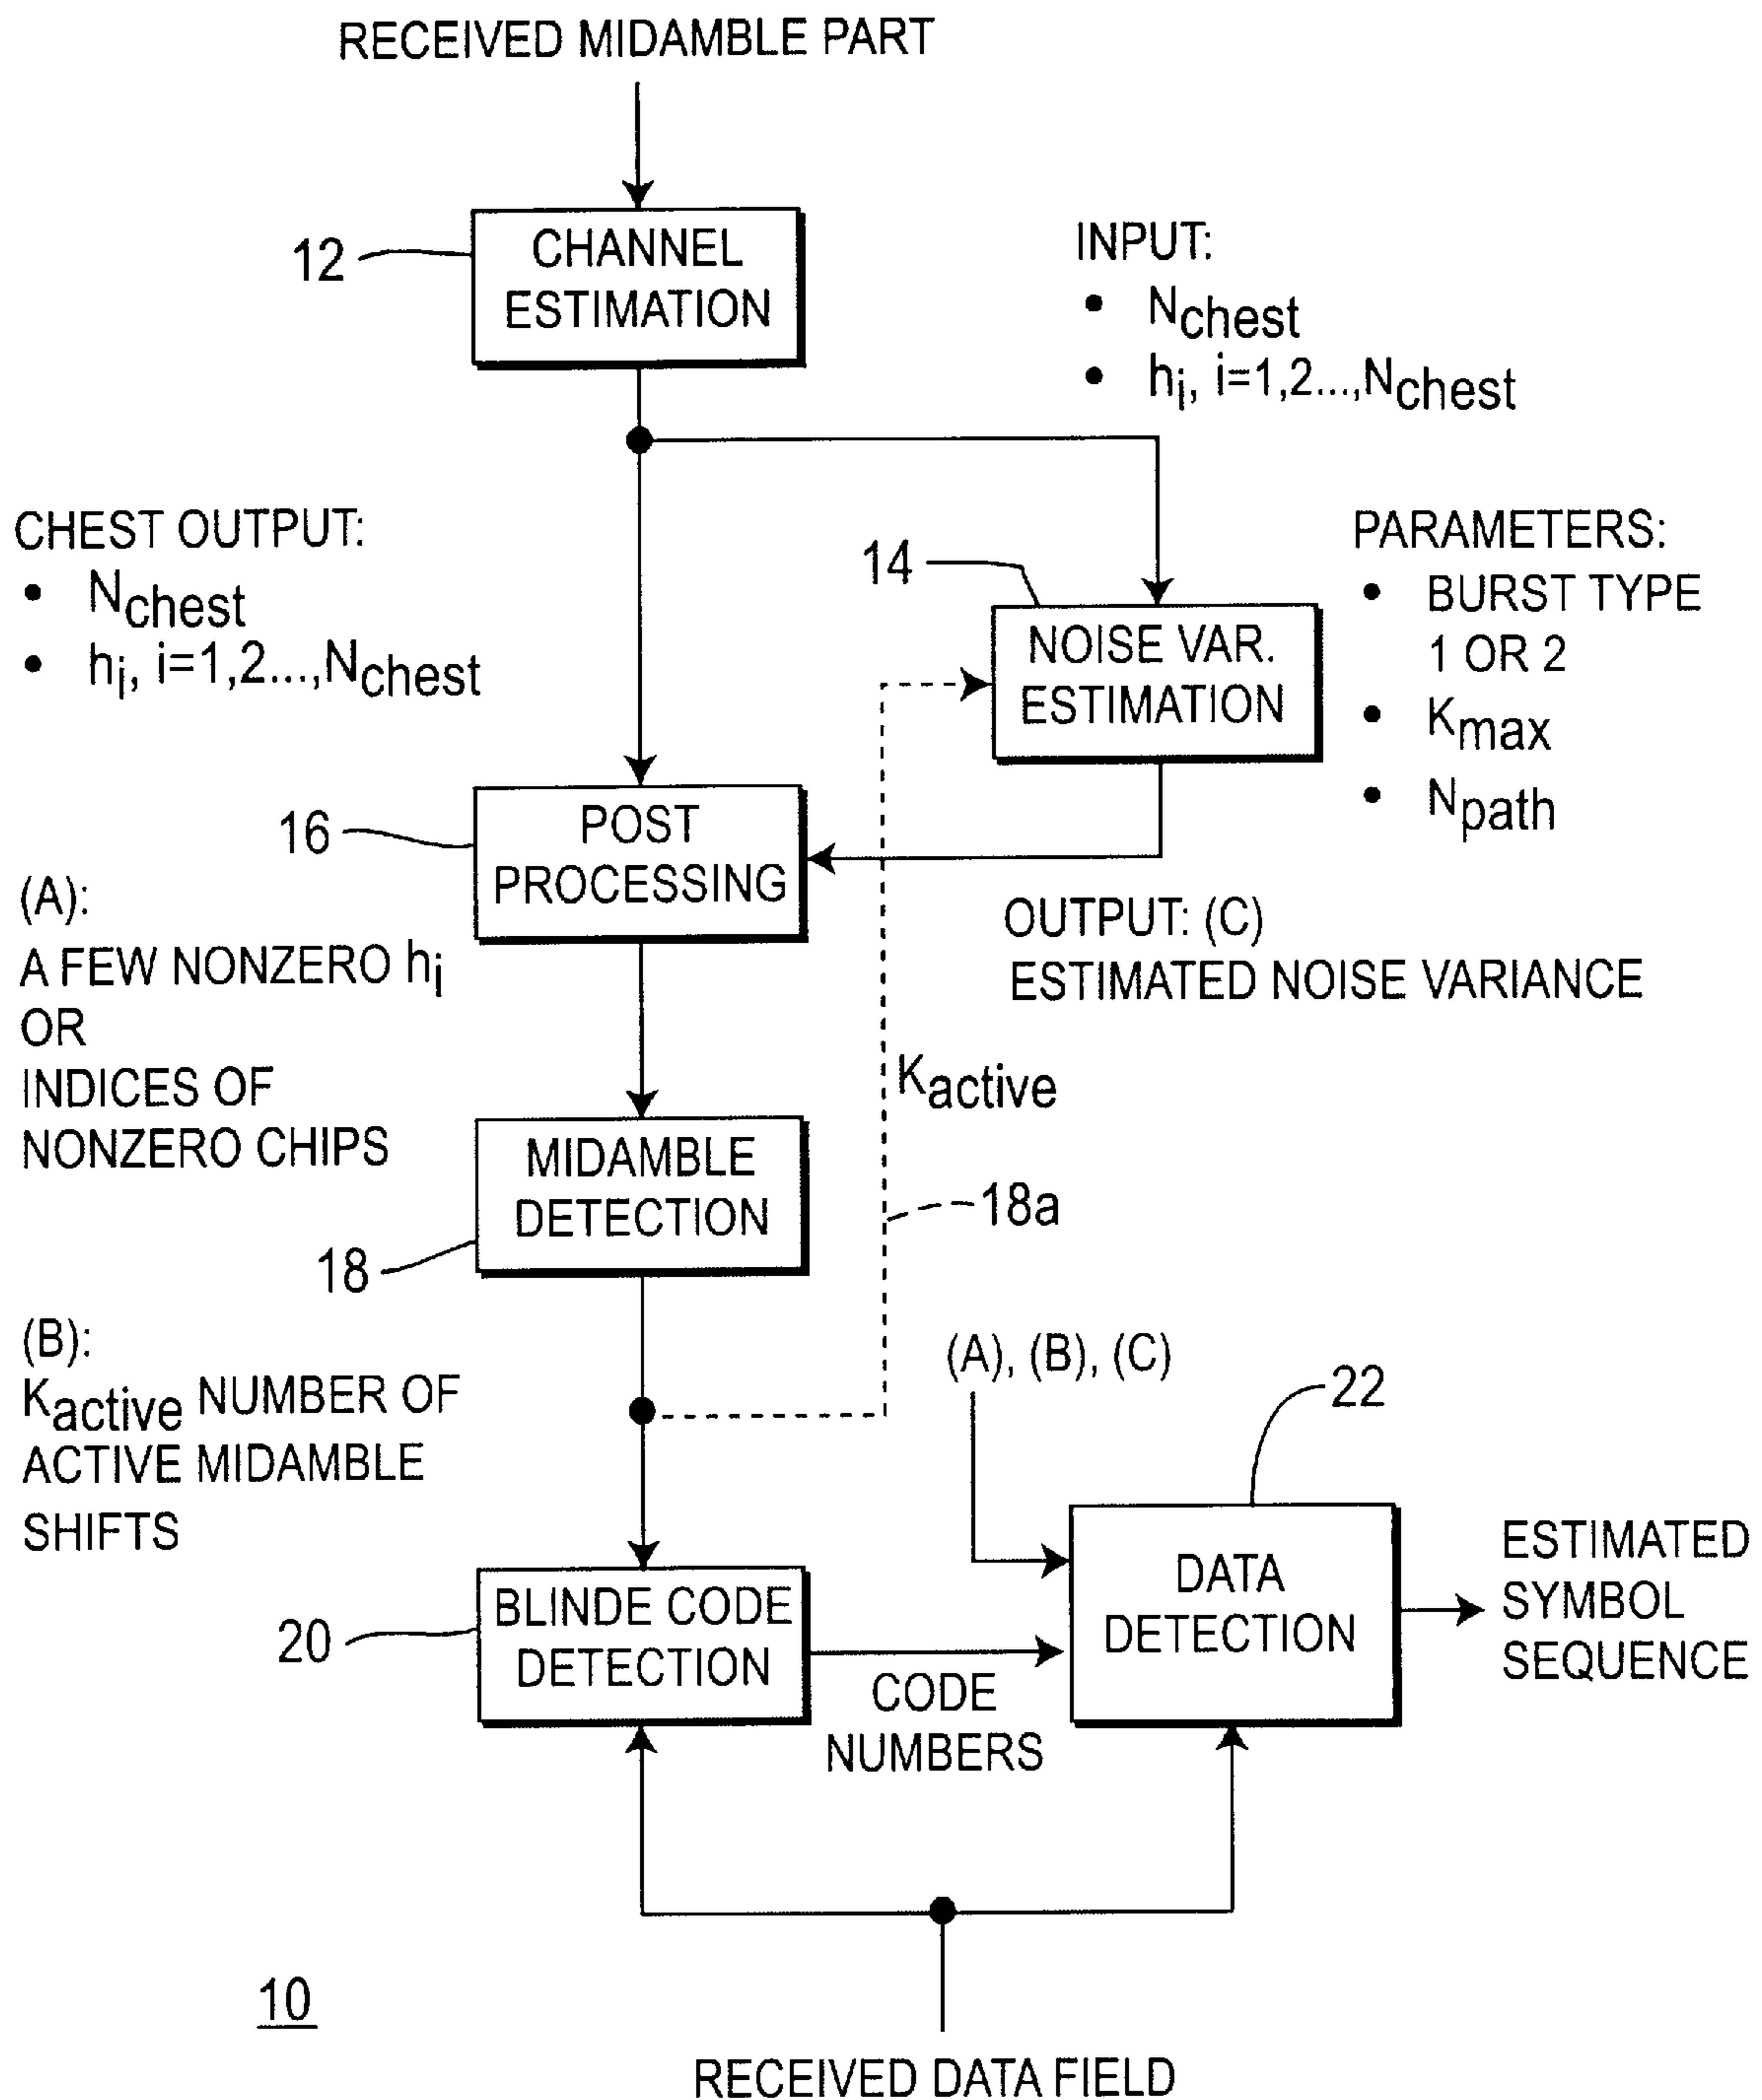 RECEIVED MIDAMBLE PART
12
CHANNEL
ESTIMATION
INPUT:
• Nchest
• hi, i=1,2...,Nchest
CHEST OUTPUT:
• Nchest
• hi, i=1,2...,Nchest
14
NOISE VAR.
ESTIMATION
PARAMETERS:
• BURST TYPE
1 OR 2
• Kmax
• Npath
16
POST
PROCESSING
(A):
A FEW NONZERO hi
OR
INDICES OF
NONZERO CHIPS
OUTPUT: (C)
ESTIMATED NOISE VARIANCE
Kactive
18a
MIDAMBLE
DETECTION
18
(B):
Kactive NUMBER OF
ACTIVE MIDAMBLE
SHIFTS
(A), (B), (C)
22
20
BLINDE CODE
DETECTION
CODE
NUMBERS
DATA
DETECTION
ESTIMATED
SYMBOL
SEQUENCE
10
RECEIVED DATA FIELD